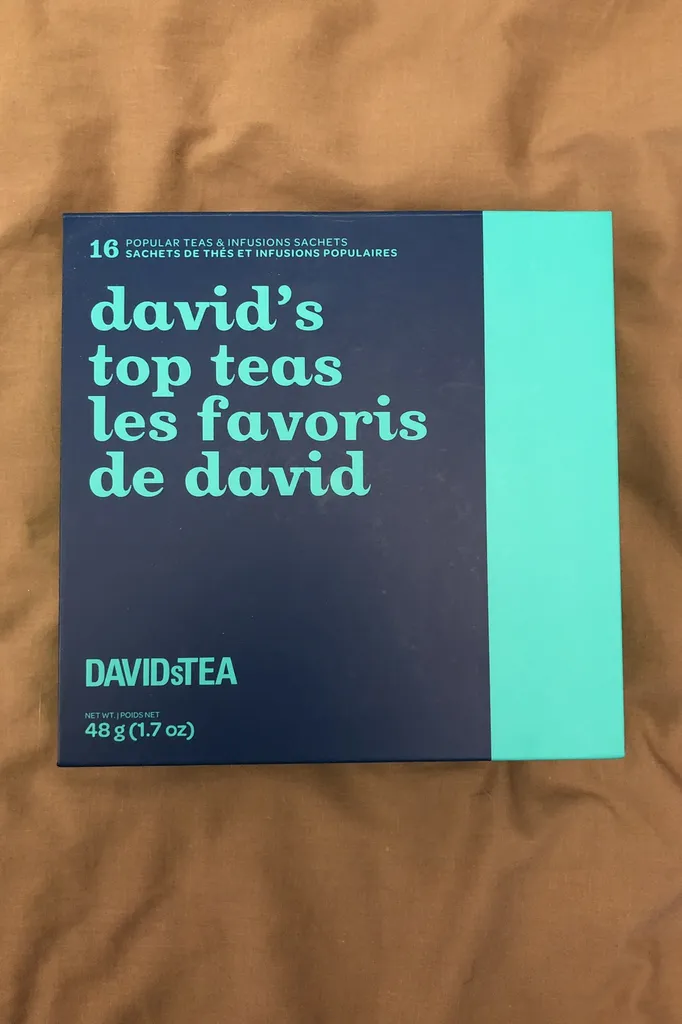 16 POPULAR TEAS & INFUSIONS SACHETS
SACHETS DE THÉS ET INFUSIONS POPULAIRES
david's
top teas
les favoris
de david
DAVIDsTEA
NET WT. | POIDS NET
48 g (1.7 oz)